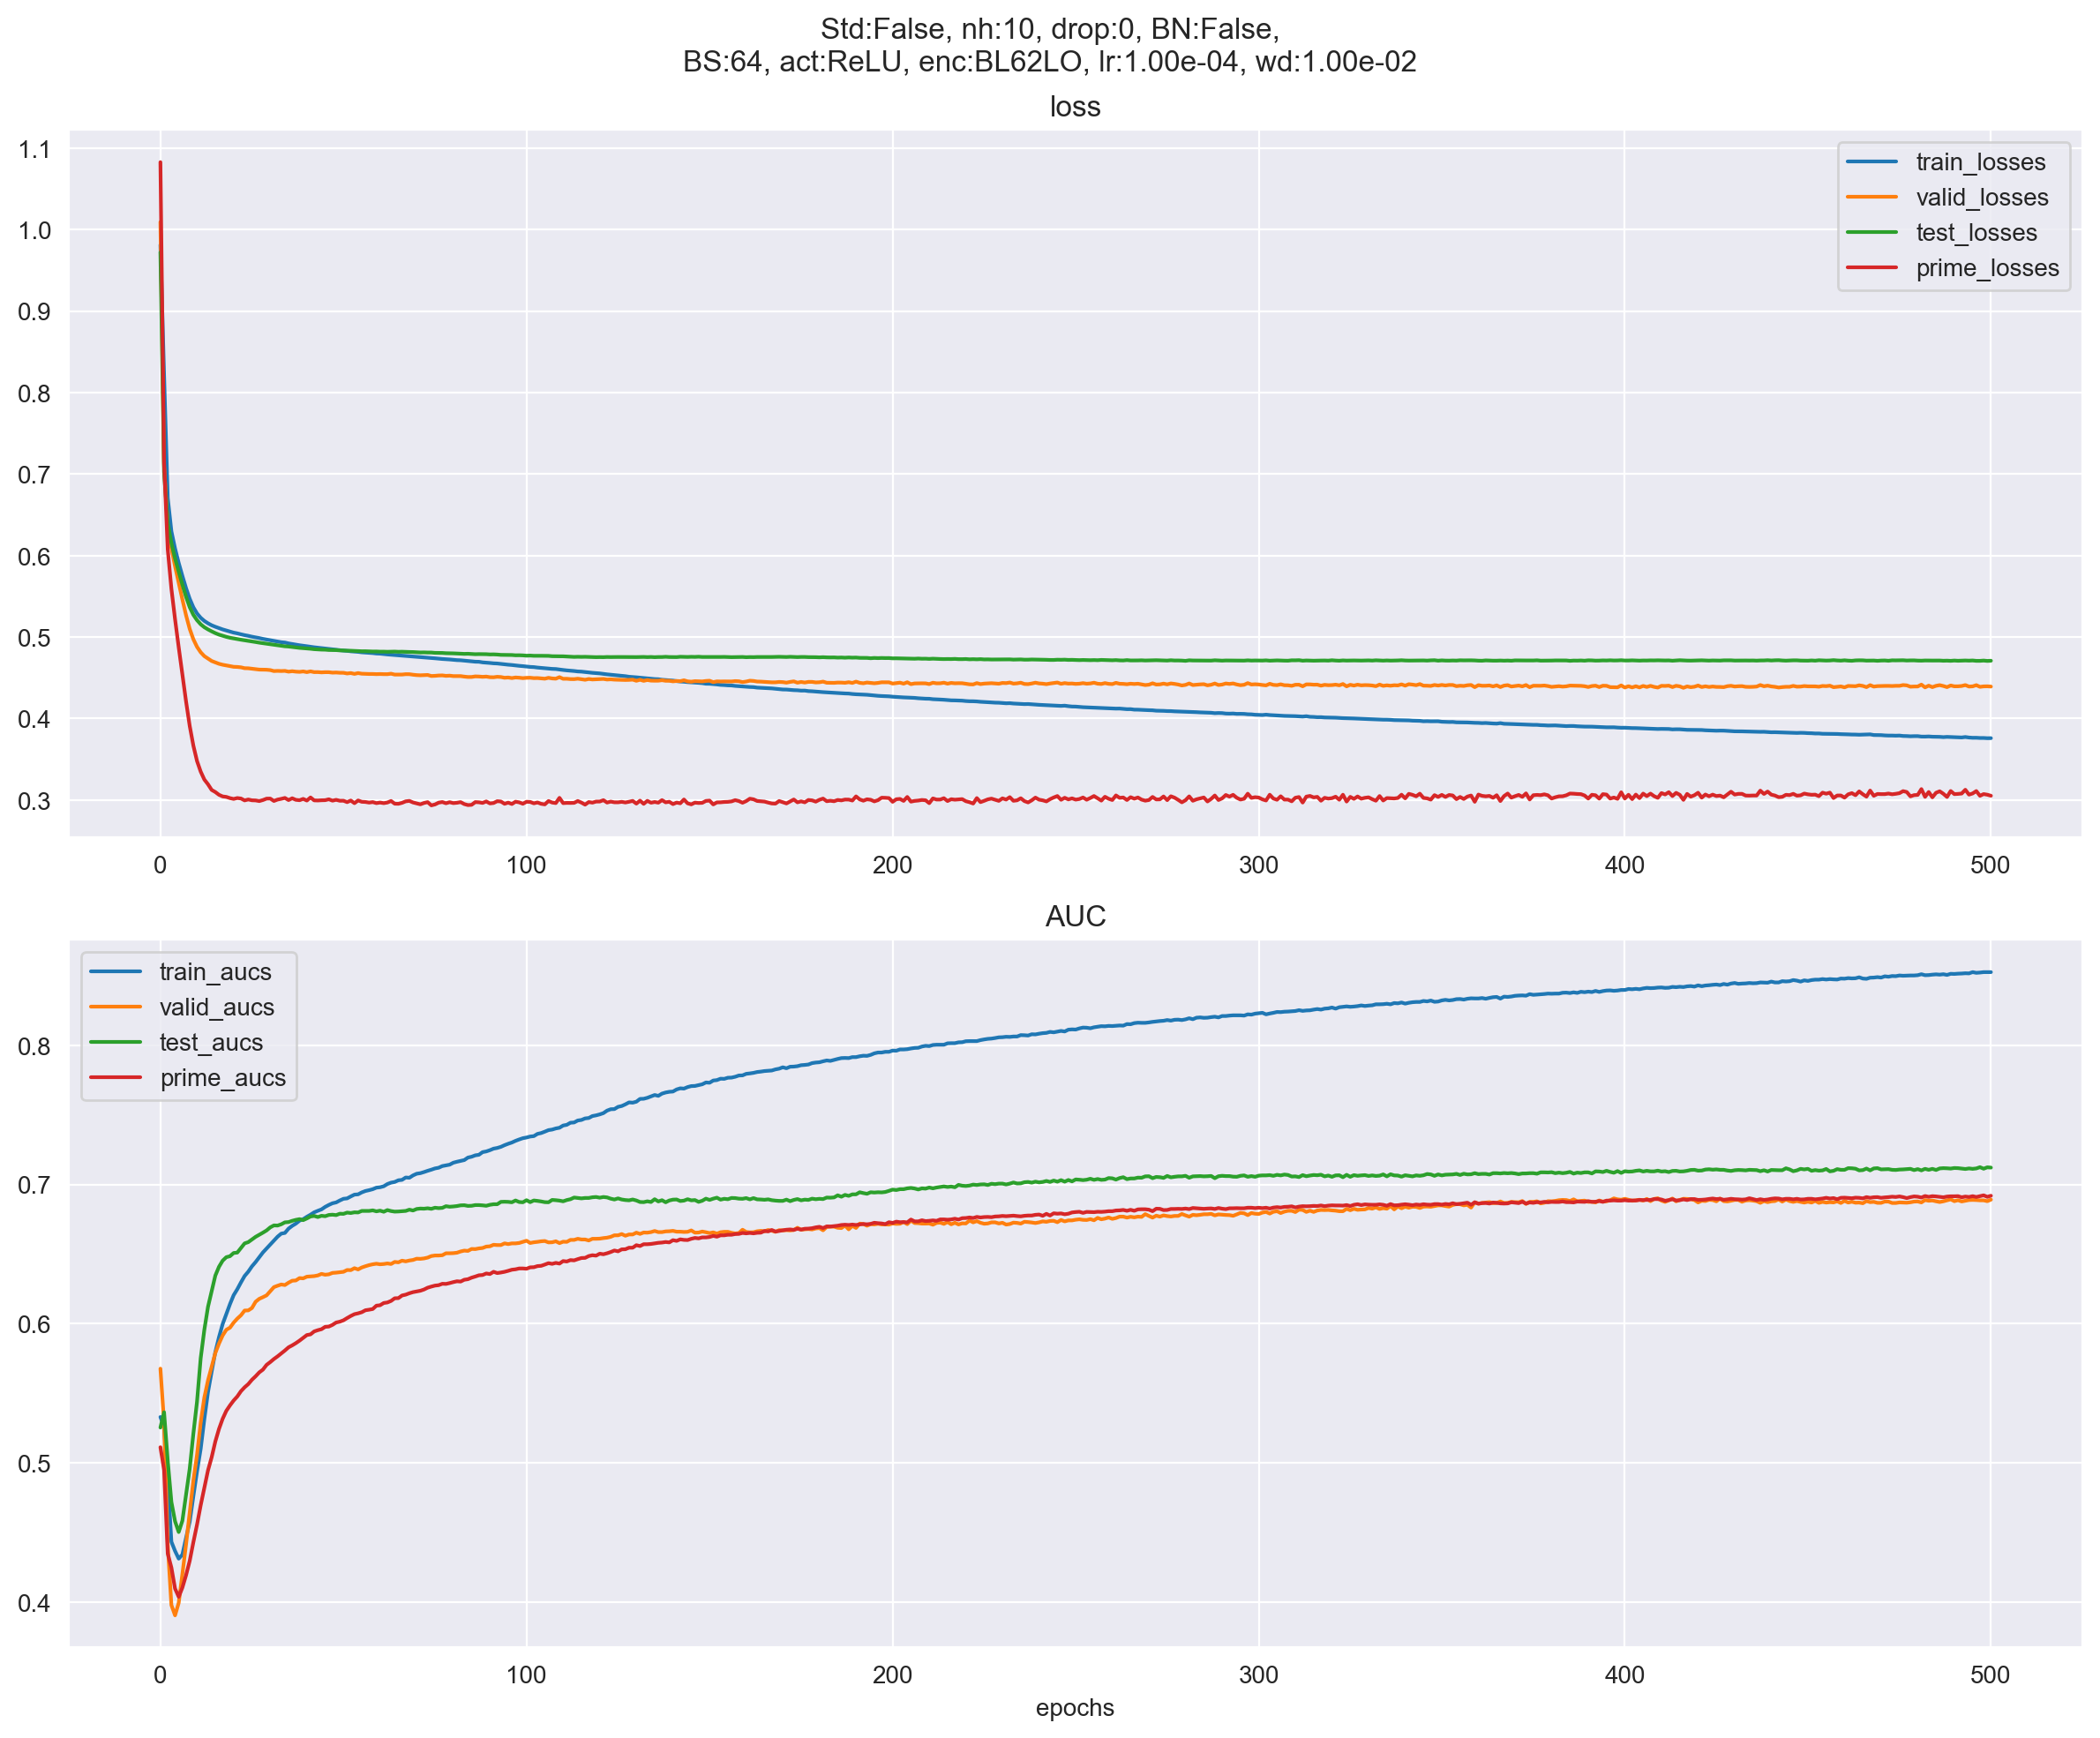 Std:False, nh:10, drop:0, BN:False,
BS:64, act:ReLU, enc:BL62LO, lr:1.00e-04, wd:1.00e-02
loss
1.1
1.0
0.9
0.8
0.7
0.6
0.5
0.4
0.3
train_losses
valid_losses
test_losses
prime_losses
0 100 200 300 400 500
AUC
train_aucs
valid_aucs
test_aucs
prime_aucs
0.8
0.7
0.6
0.5
0.4
0 100 200 300 400 500
epochs